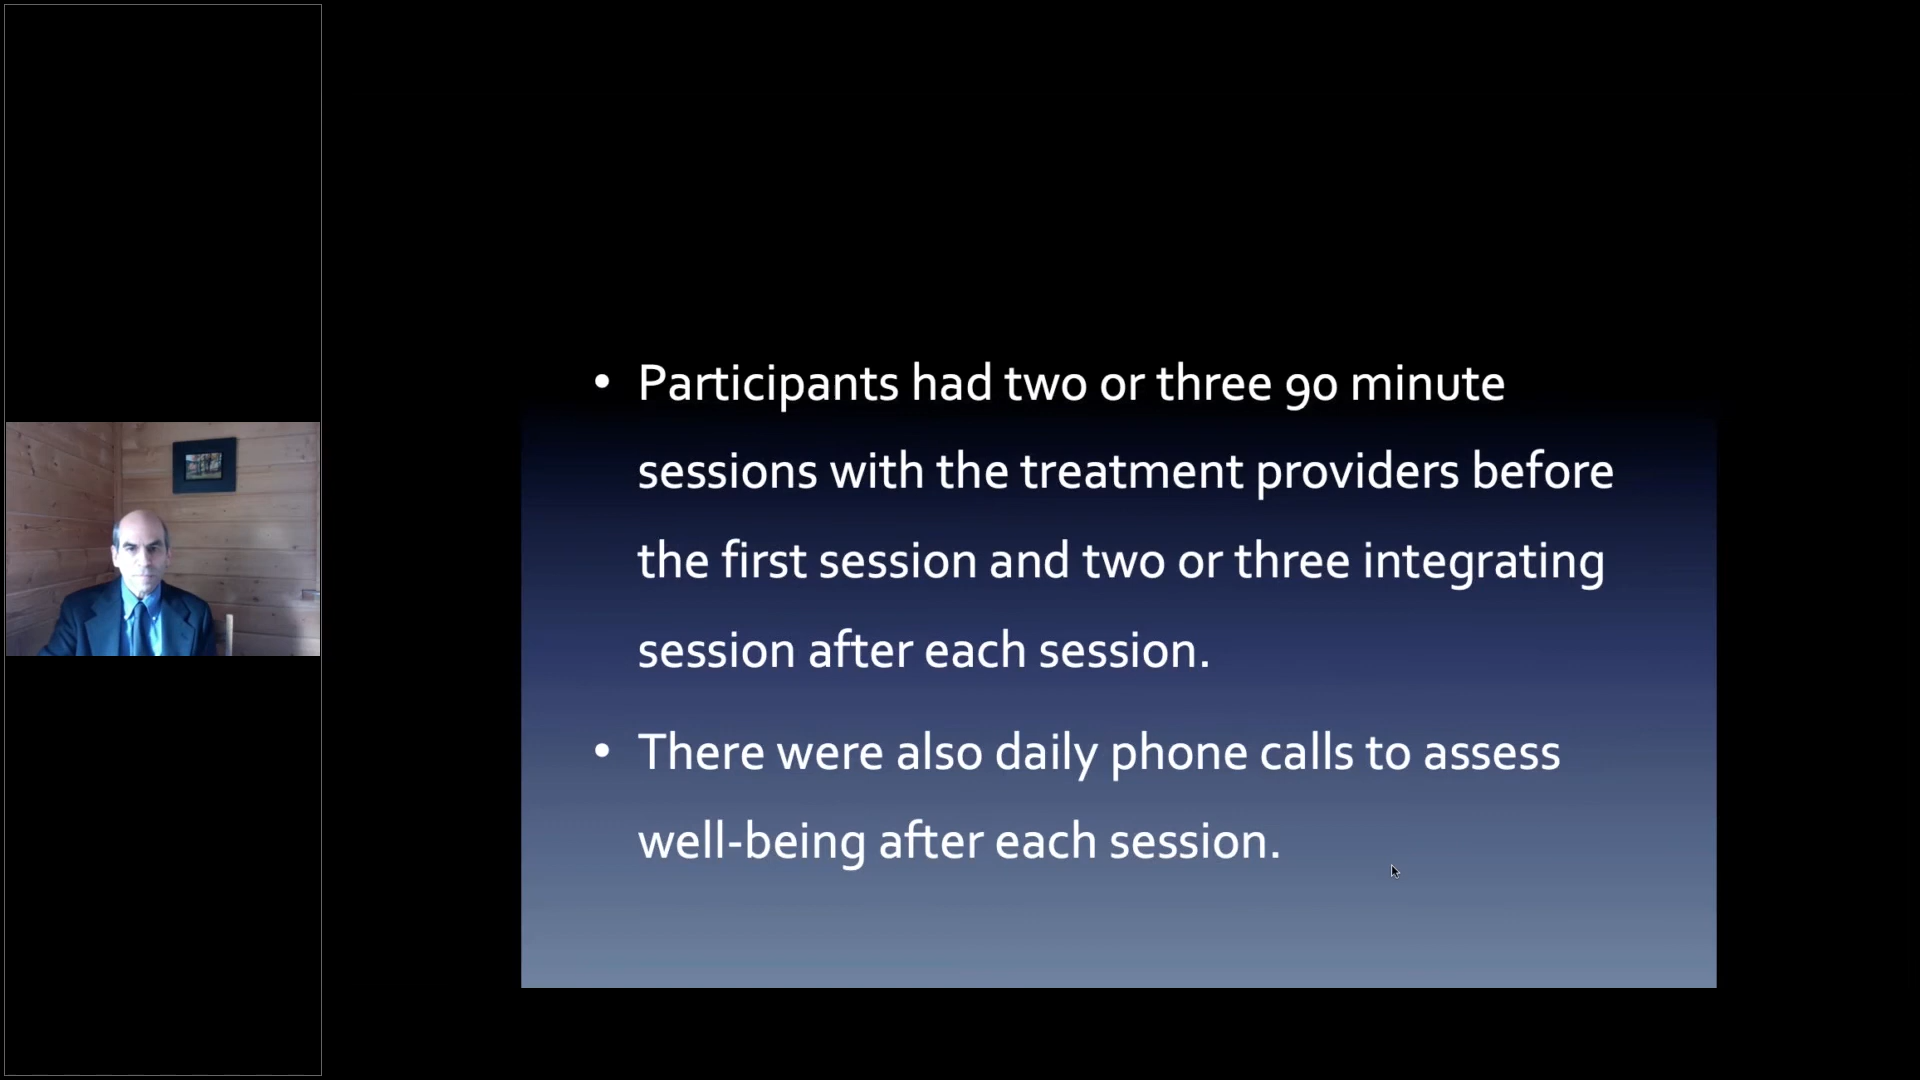 • Participants had two or three 90 minute
sessions with the treatment providers before
the first session and two or three integrating
session after each session.
• There were also daily phone calls to assess
well-being after each session.